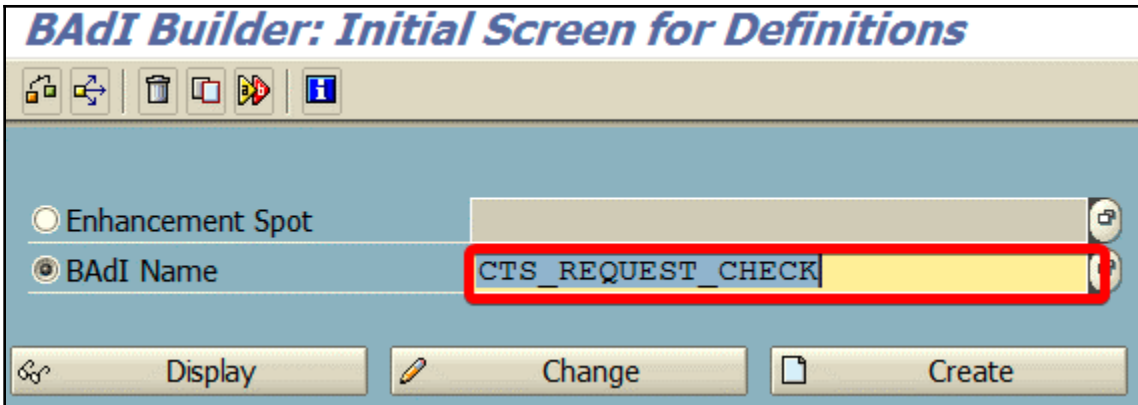 BAdI Builder: Initial Screen for Definitions
Enhancement Spot
BAdI Name CTS_REQUEST_CHECK
Display Change Create